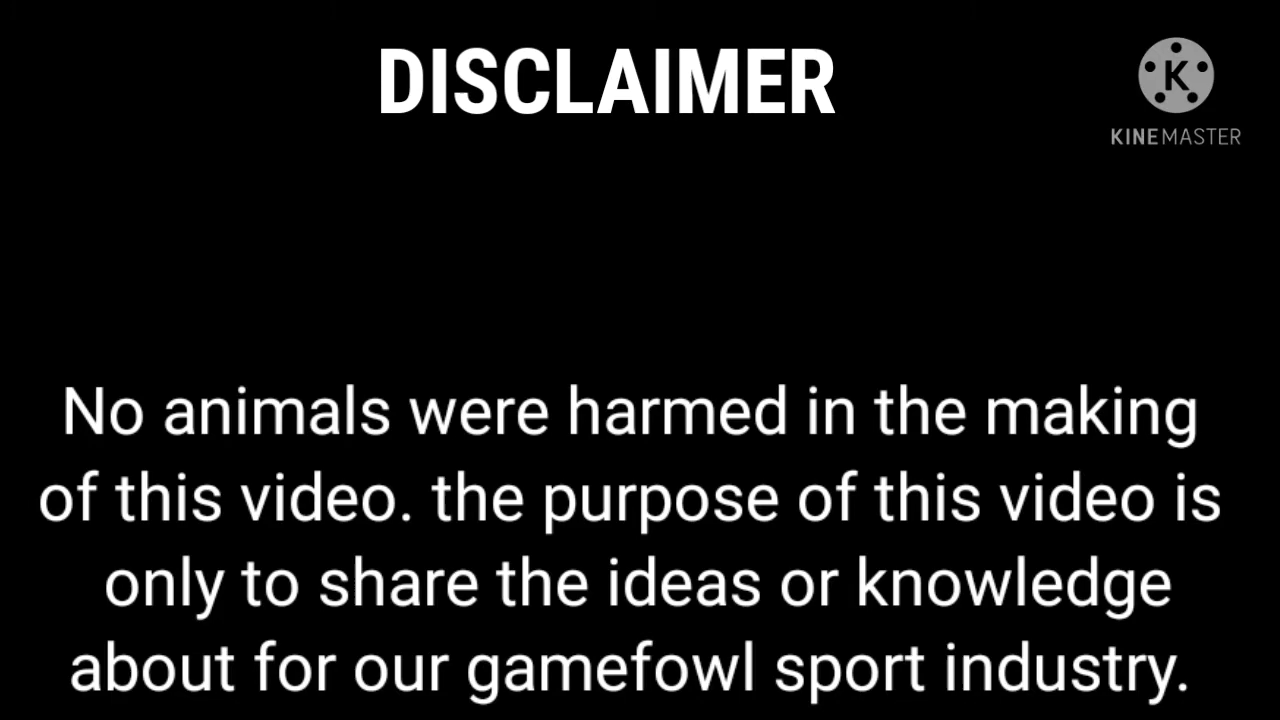 DISCLAIMER
K
KINEMASTER
No animals were harmed in the making
of this video. the purpose of this video is
only to share the ideas or knowledge
about for our gamefowl sport industry.